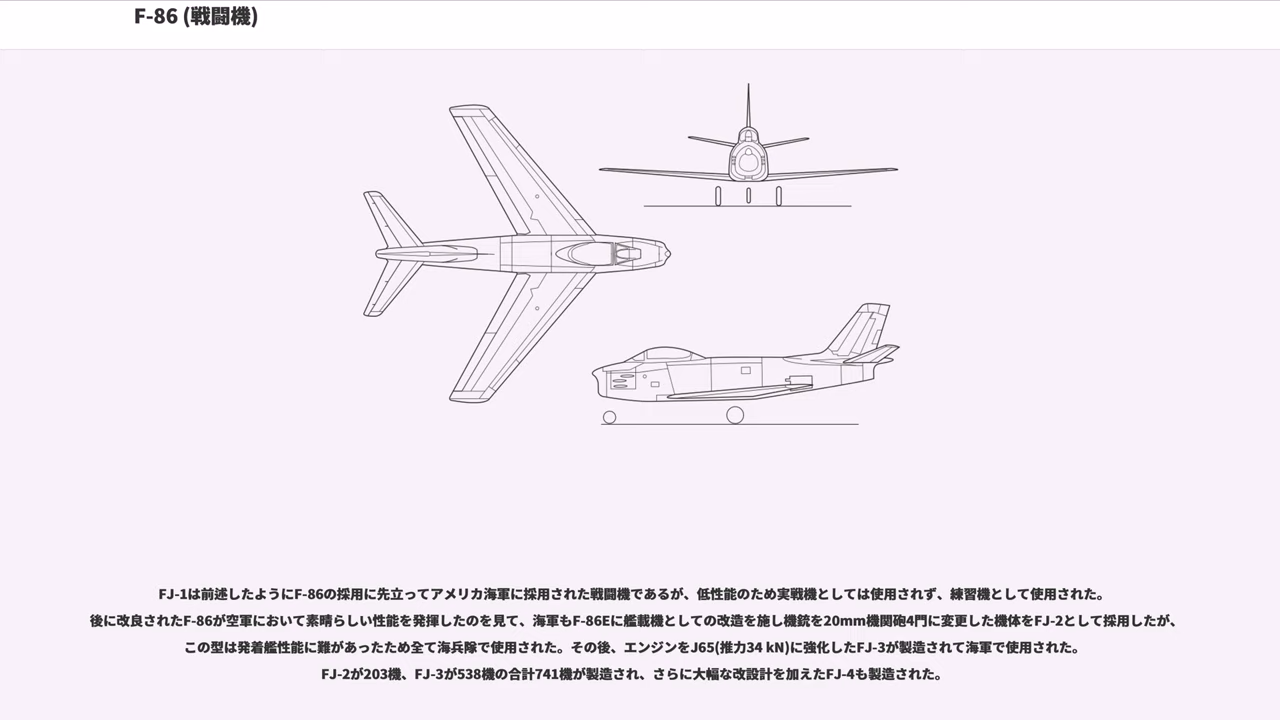 F-86 (戦闘機)
FJ-1は前述したようにF-86の採用に先立ってアメリカ海軍に採用された戦闘機であるが、低性能のため実戦機としては使用されず、練習機として使用された。
後に改良されたF-86が空軍において素晴らしい性能を発揮したのを見て、海軍もF-86Eに艦載機としての改造を施し機銃を20mm機関砲4門に変更した機体をFJ-2として採用したが、
この型は発着艦性能に難があったため全て海兵隊で使用された。その後、エンジンをJ65(推力34 kN)に強化したFJ-3が製造されて海軍で使用された。
FJ-2が203機、FJ-3が538機の合計741機が製造され、さらに大幅な改設計を加えたFJ-4も製造された。